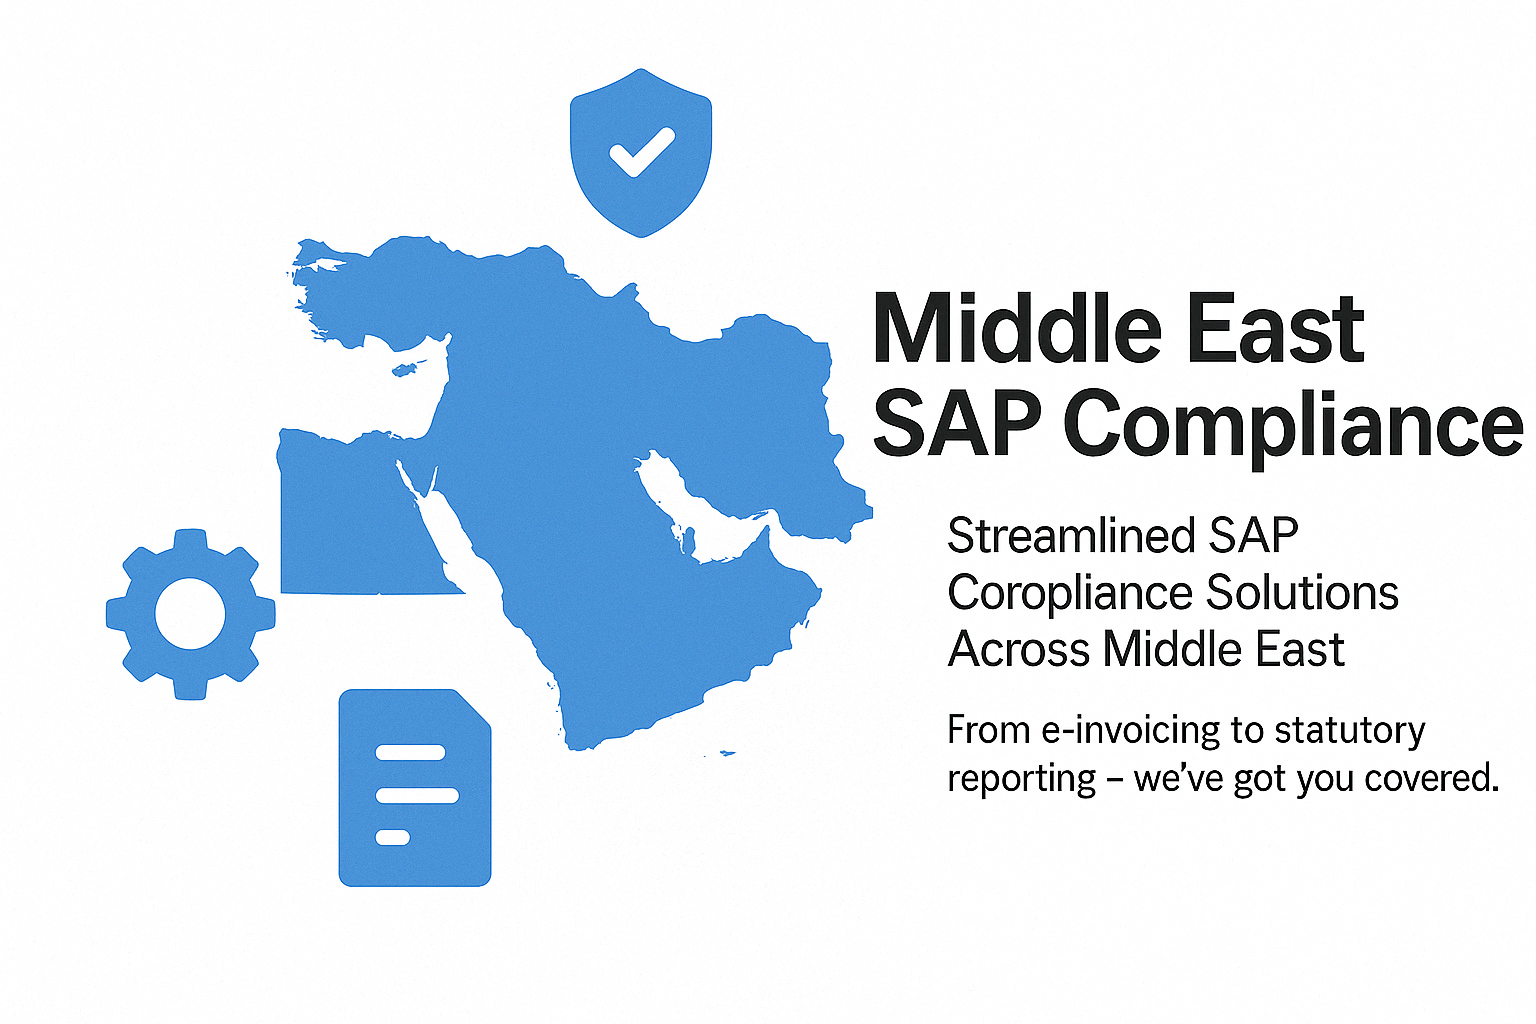 Middle East
SAP Compliance
Streamlined SAP
Coropliance Solutions
Across Middle East
From e-invoicing to statutory
reporting – we’ve got you covered.